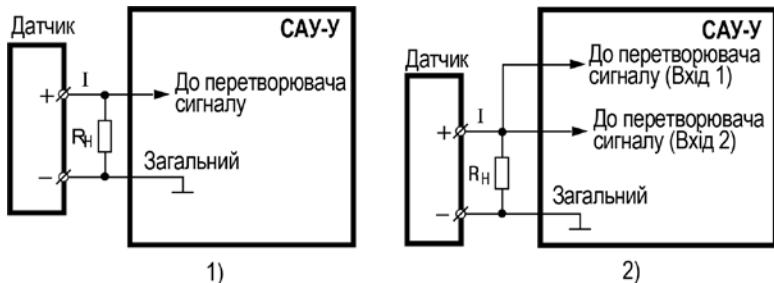 Датчик
САУ-У
I
До перетворювача
сигналу
+
RН
Загальний
–
1)
САУ-У
Датчик
До перетворювача
сигналу (Вхід 1)
I
До перетворювача
сигналу (Вхід 2)
+
RН
Загальний
–
2)